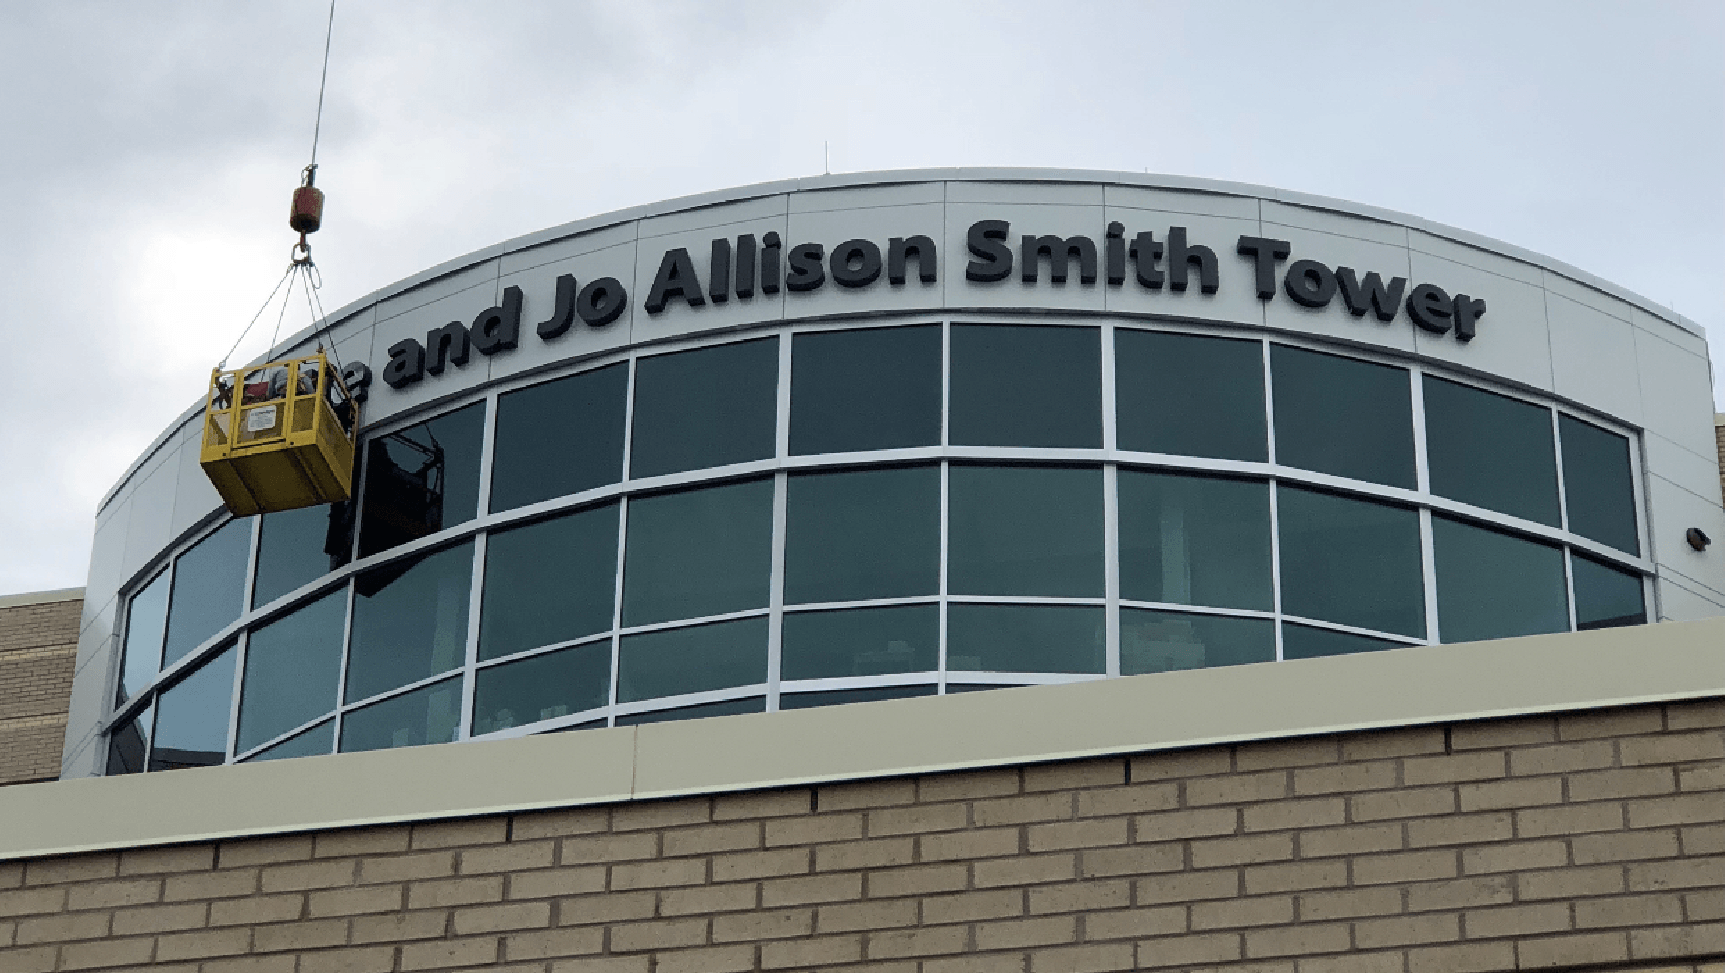 and Jo Allison Smith Tower